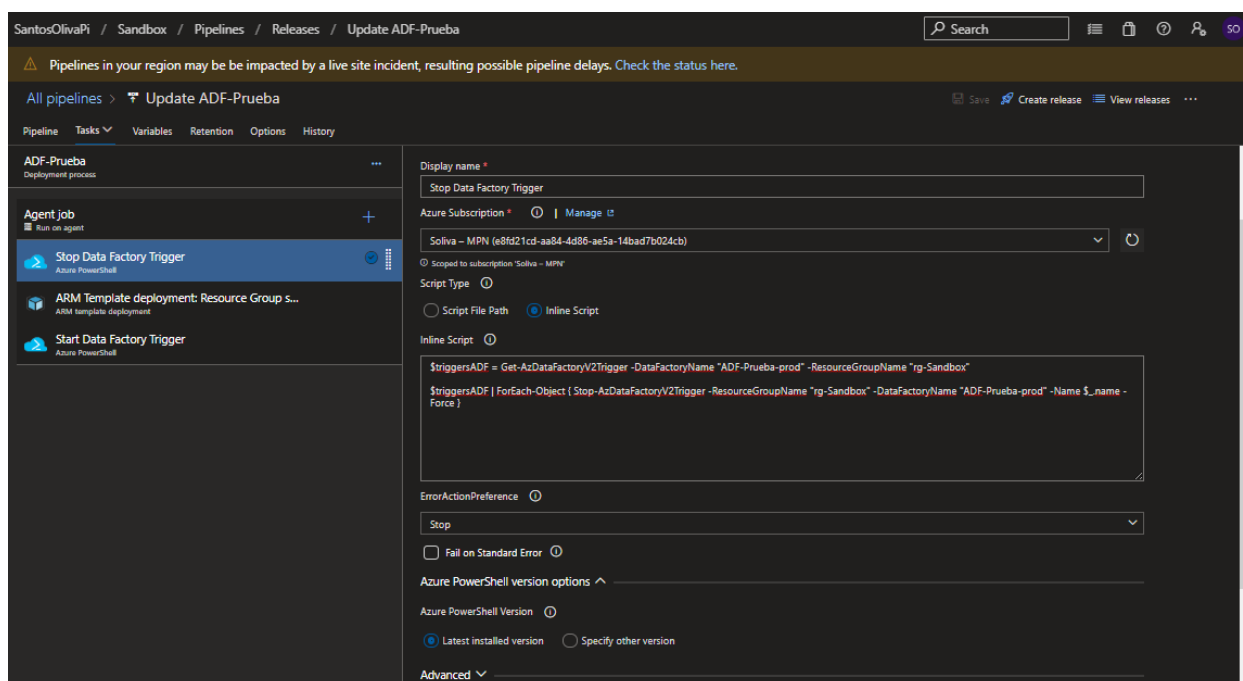 SantosOlivaPi / Sandbox / Pipelines / Releases / Update ADF-Prueba
Search
SO
Pipelines in your region may be be impacted by a live site incident, resulting possible pipeline delays. Check the status here.
All pipelines > Update ADF-Prueba
Save Create release View releases ...
Pipeline Tasks Variables Retention Options History
ADF-Prueba
Deployment process
...
Agent job
Run on agent
Stop Data Factory Trigger
Azure PowerShell
ARM Template deployment: Resource Group s...
ARM template deployment
Start Data Factory Trigger
Azure PowerShell
Display name *
Stop Data Factory Trigger
Azure Subscription * | Manage
Soliva – MPN (e8fd21cd-aa84-4d86-ae5a-14bad7b024cb)
Scoped to subscription 'Soliva – MPN'
Script Type
Script File Path Inline Script
Inline Script
$triggersADF = Get-AzDataFactoryV2Trigger -DataFactoryName "ADF-Prueba-prod" -ResourceGroupName "rg-Sandbox"
$triggersADF | ForEach-Object { Stop-AzDataFactoryV2Trigger -ResourceGroupName "rg-Sandbox" -DataFactoryName "ADF-Prueba-prod" -Name $_.name -
Force }
ErrorActionPreference
Stop
Fail on Standard Error
Azure PowerShell version options
Azure PowerShell Version
Latest installed version Specify other version
Advanced